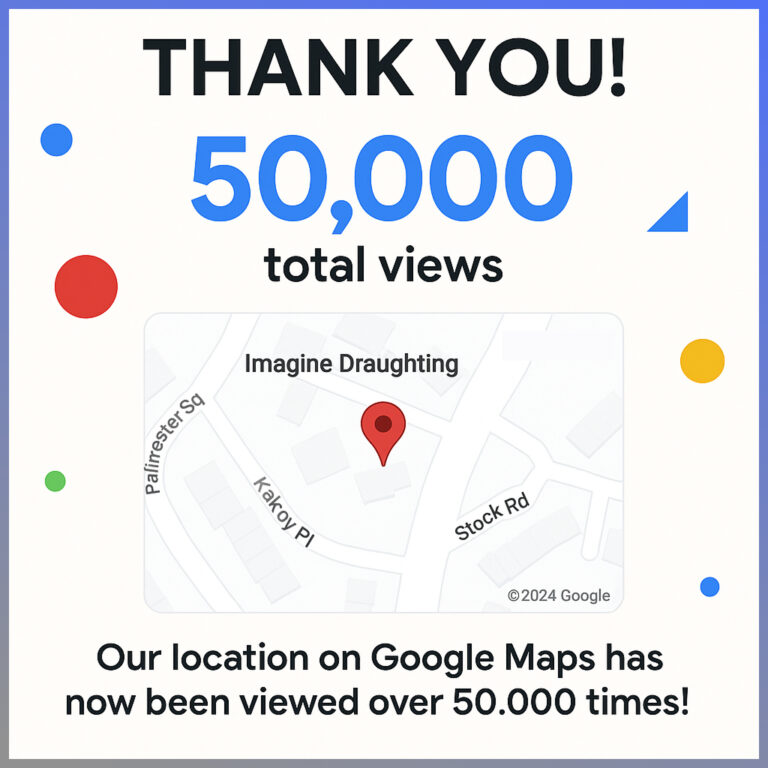 THANK YOU!
50,000
total views
Imagine Draughting
Palimester Sq
Kakoy Pl
Stock Rd
©2024 Google
Our location on Google Maps has
now been viewed over 50.000 times!